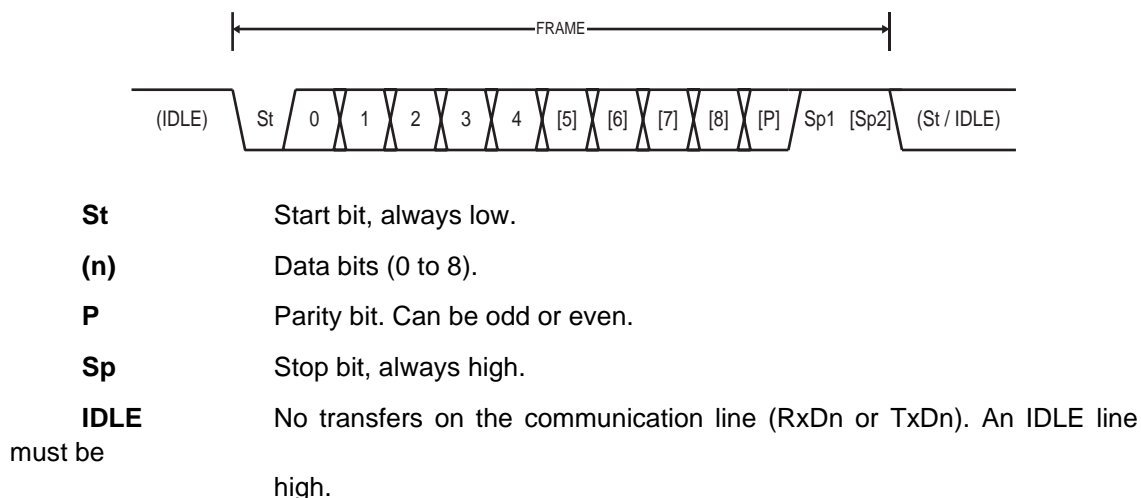 FRAME
(IDLE) St 0 1 2 3 4 [5] [6] [7] [8] [P] Sp1 [Sp2] (St / IDLE)
St Start bit, always low.
(n) Data bits (0 to 8).
P Parity bit. Can be odd or even.
Sp Stop bit, always high.
IDLE No transfers on the communication line (RxDn or TxDn). An IDLE line
must be
high.